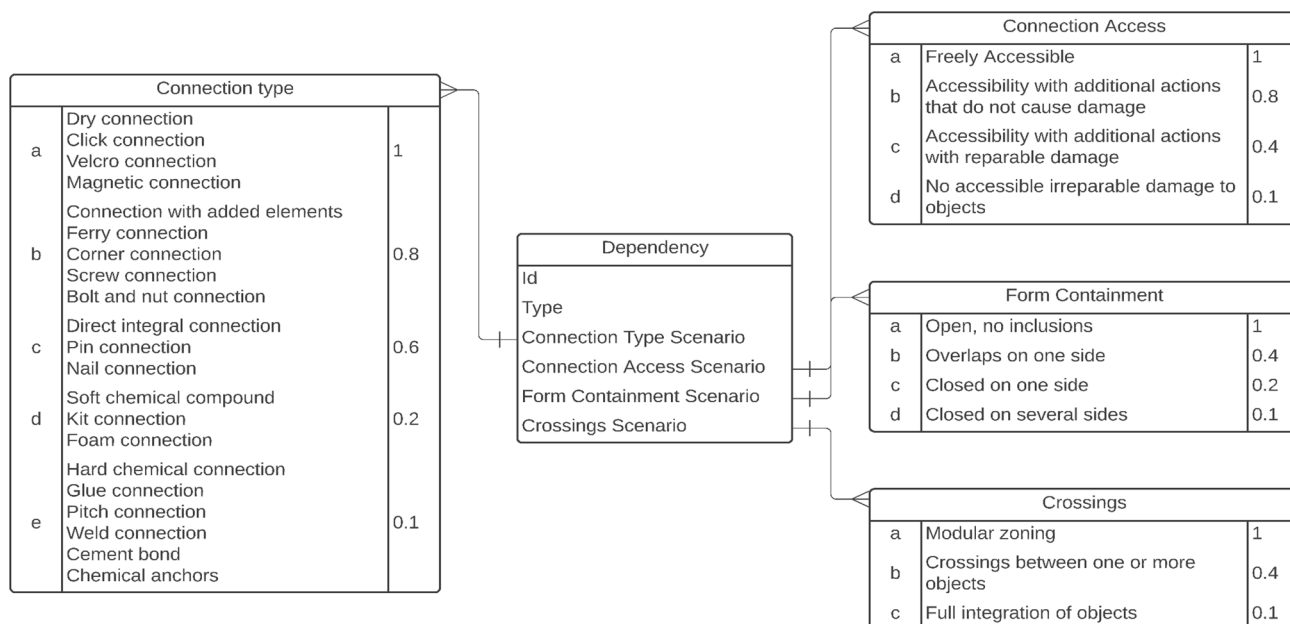 Connection type
a
Dry connection
Click connection
Velcro connection
Magnetic connection
1
b
Connection with added elements
Ferry connection
Corner connection
Screw connection
Bolt and nut connection
0.8
c
Direct integral connection
Pin connection
Nail connection
0.6
d
Soft chemical compound
Kit connection
Foam connection
0.2
e
Hard chemical connection
Glue connection
Pitch connection
Weld connection
Cement bond
Chemical anchors
0.1
Dependency
Id
Type
Connection Type Scenario
Connection Access Scenario
Form Containment Scenario
Crossings Scenario
Connection Access
a Freely Accessible 1
b
Accessibility with additional actions
that do not cause damage
0.8
c
Accessibility with additional actions
with reparable damage
0.4
d
No accessible irreparable damage to
objects
0.1
Form Containment
a Open, no inclusions 1
b Overlaps on one side 0.4
c Closed on one side 0.2
d Closed on several sides 0.1
Crossings
a Modular zoning 1
b
Crossings between one or more
objects
0.4
c Full integration of objects 0.1